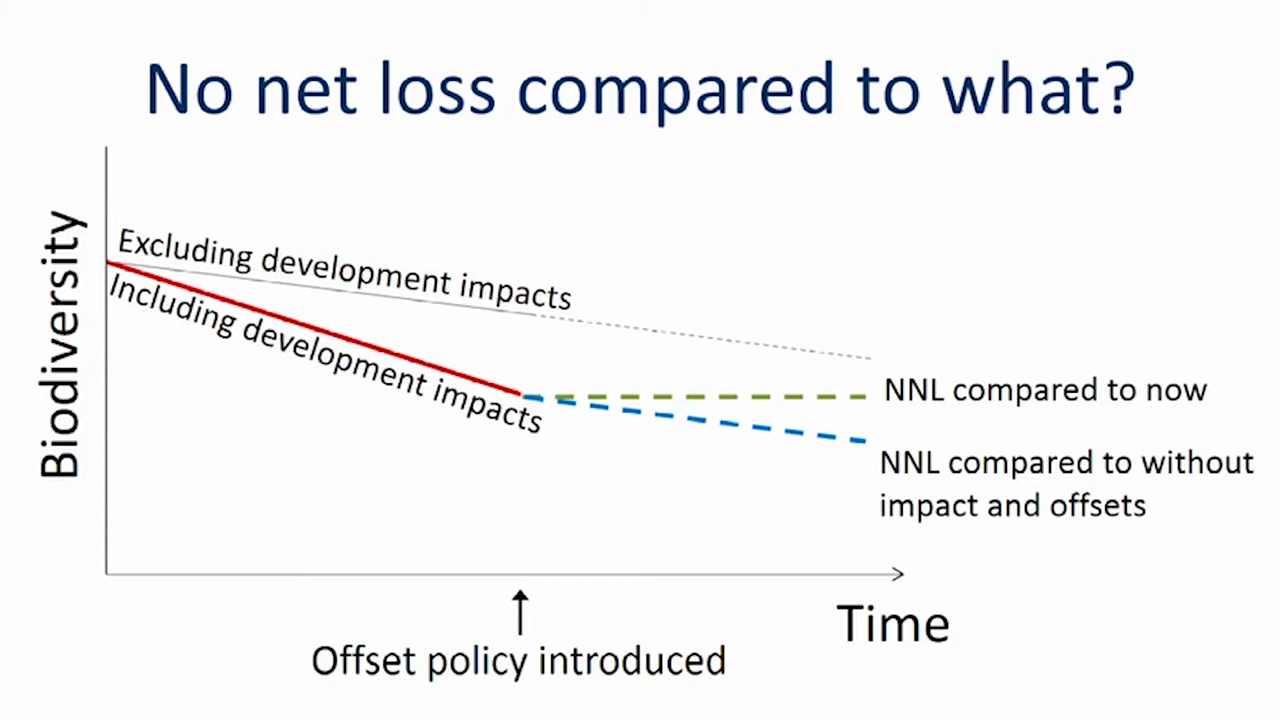 No net loss compared to what?
Biodiversity
Excluding development impacts
Including development impacts
NNL compared to now
NNL compared to without
impact and offsets
Time
Offset policy introduced